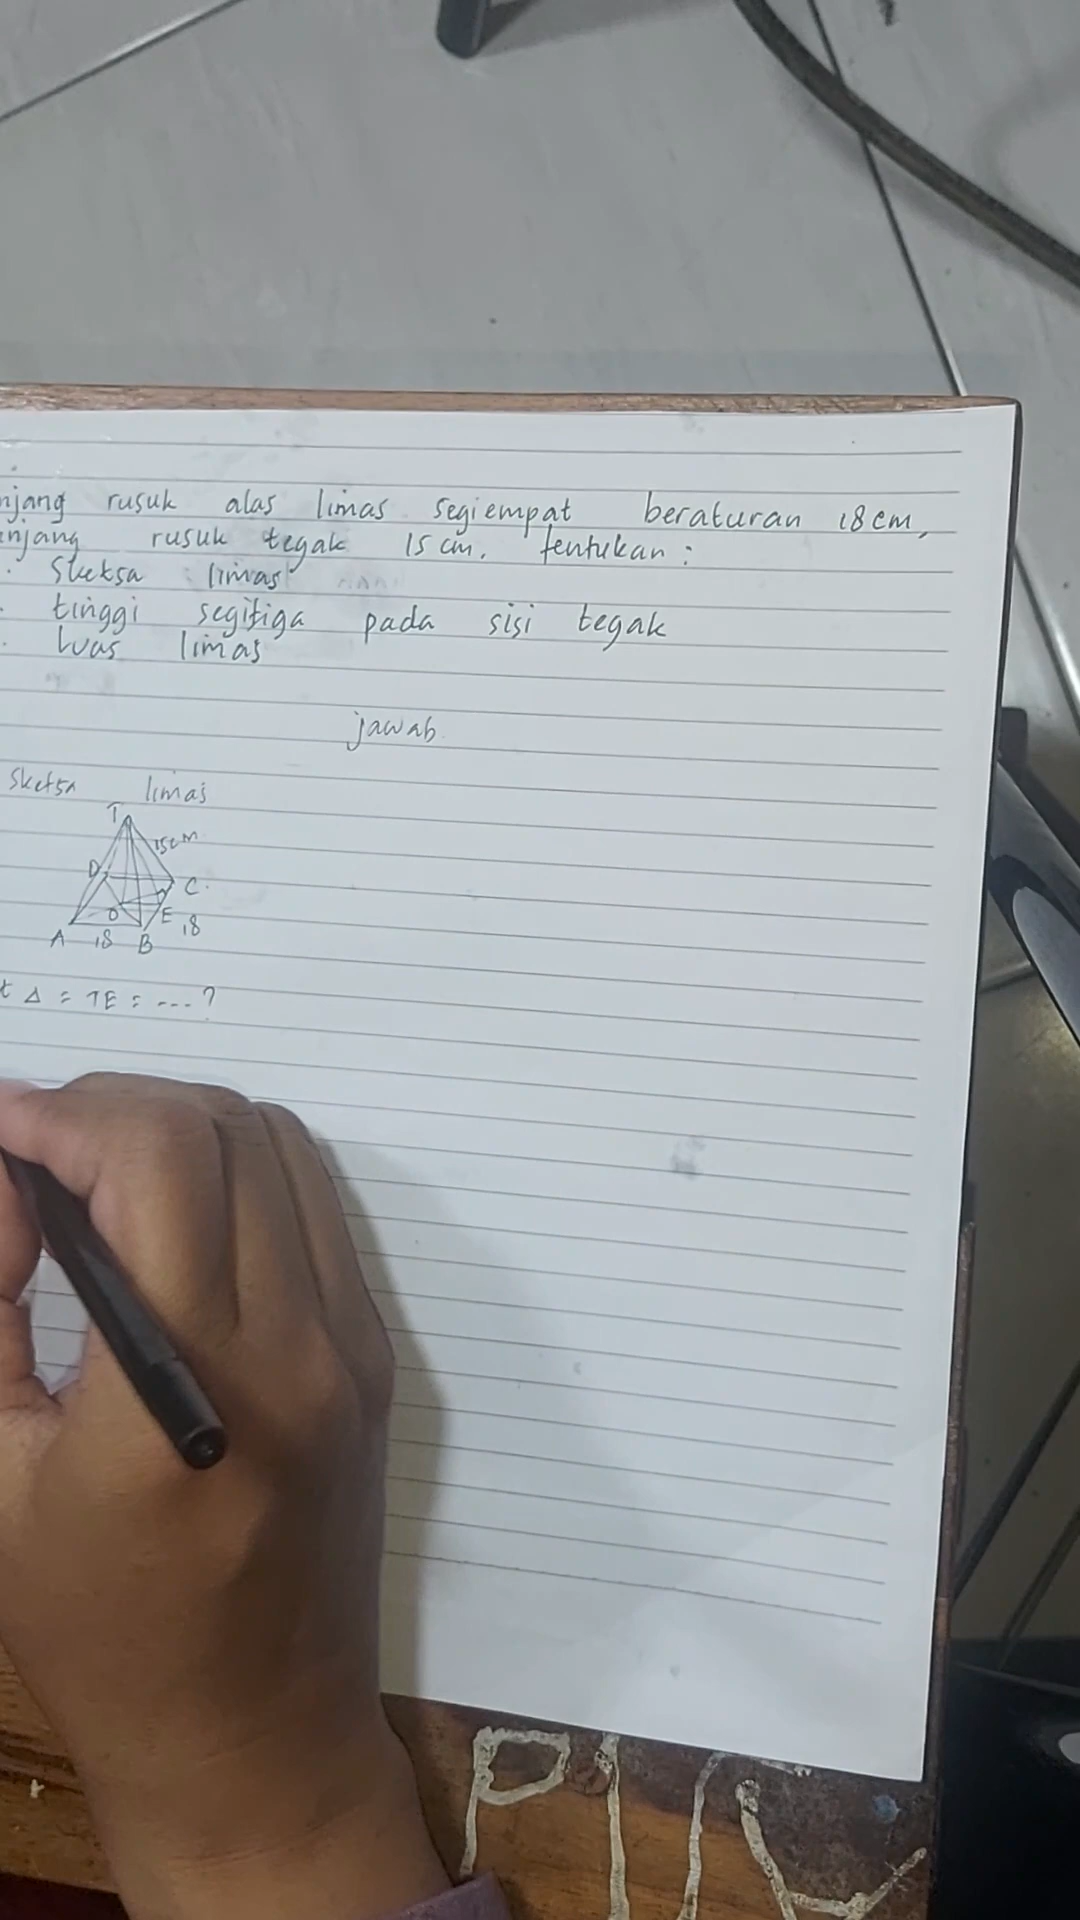 njang rusuk alas limas segiempat beraturan 18 cm,
njang rusuk tegak 15 cm. tentukan :
. Sketsa limas
. tinggi segitiga pada sisi tegak
. Luas limas
jawab.
Sketsa limas
T
15cm
D
C
O
E
18
A
18
B
t Δ = TE = ---- ?